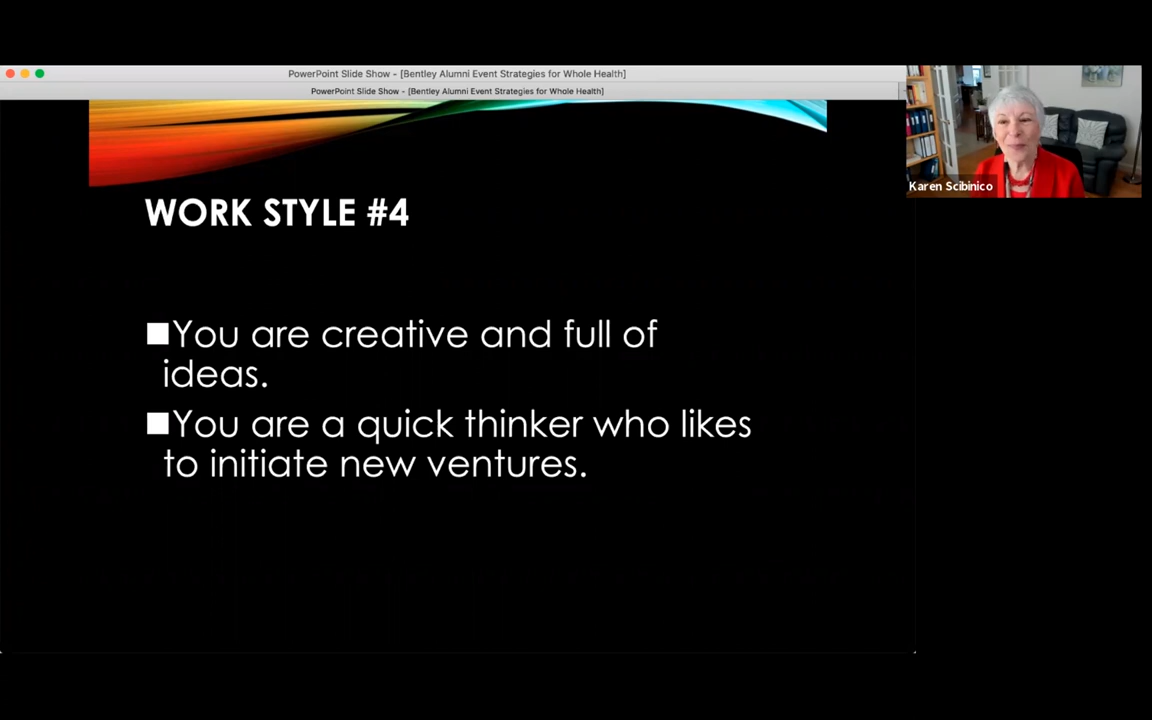 PowerPoint Slide Show - [Bentley Alumni Event Strategies for Whole Health]
PowerPoint Slide Show - [Bentley Alumni Event Strategies for Whole Health]
Karen Scibinico
WORK STYLE #4
You are creative and full of
ideas.
You are a quick thinker who likes
to initiate new ventures.